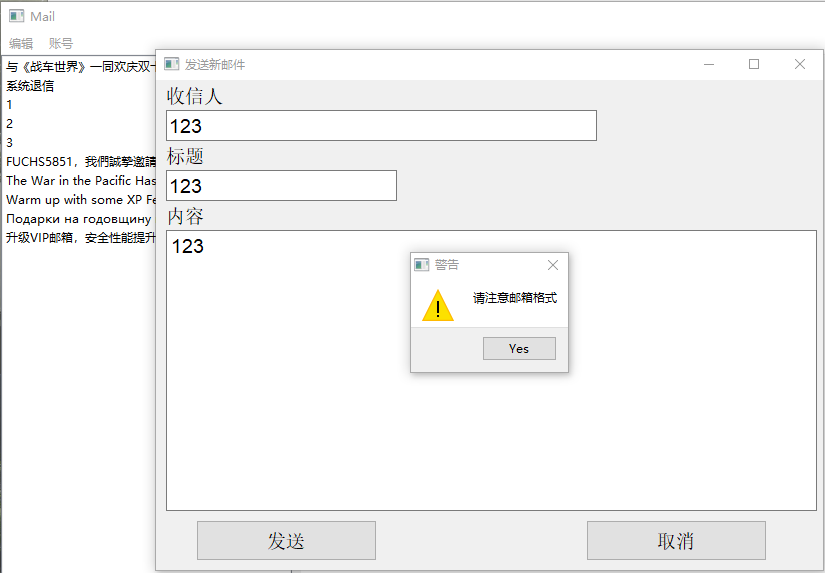 Mail
编辑 账号
与《战车世界》一同欢庆双十
系统退信
1
2
3
FUCHS5851，我們誠摯邀請
The War in the Pacific Has
Warm up with some XP Fe
Подарки на годовщину
升级VIP邮箱，安全性能提升
发送新邮件
收信人
123
标题
123
内容
123
警告
请注意邮箱格式
Yes
发送 取消